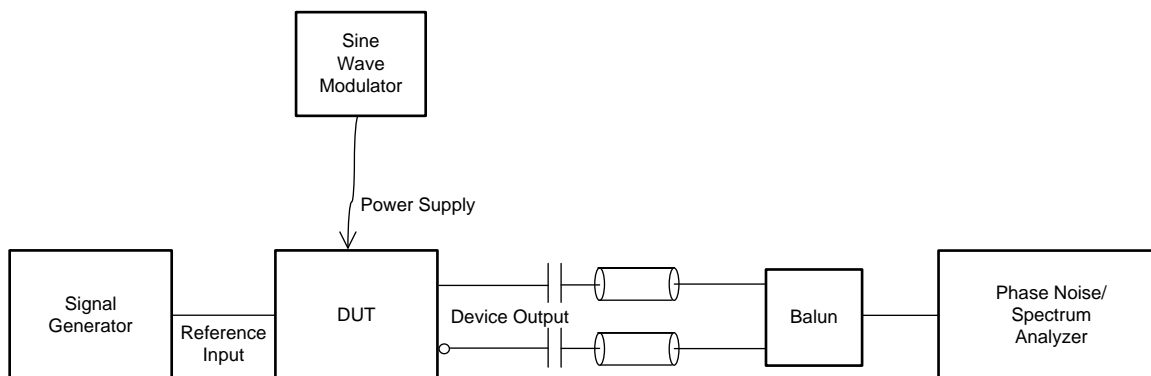 Sine
Wave
Modulator
Power Supply
Signal
Generator
Reference
Input
DUT
Device Output
Balun
Phase Noise/
Spectrum
Analyzer